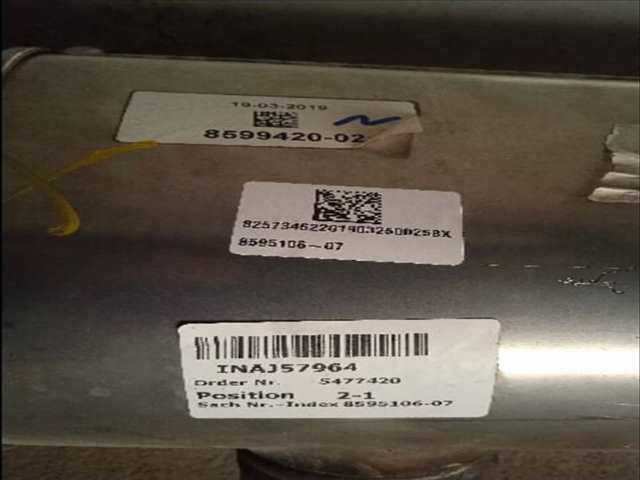 19-03-2019
8599420-02
825734622019032500258X
8595106-07
INAJ57964
Order Nr. 5477420
Position 2-1
Sach Nr.-Index 8595106-07